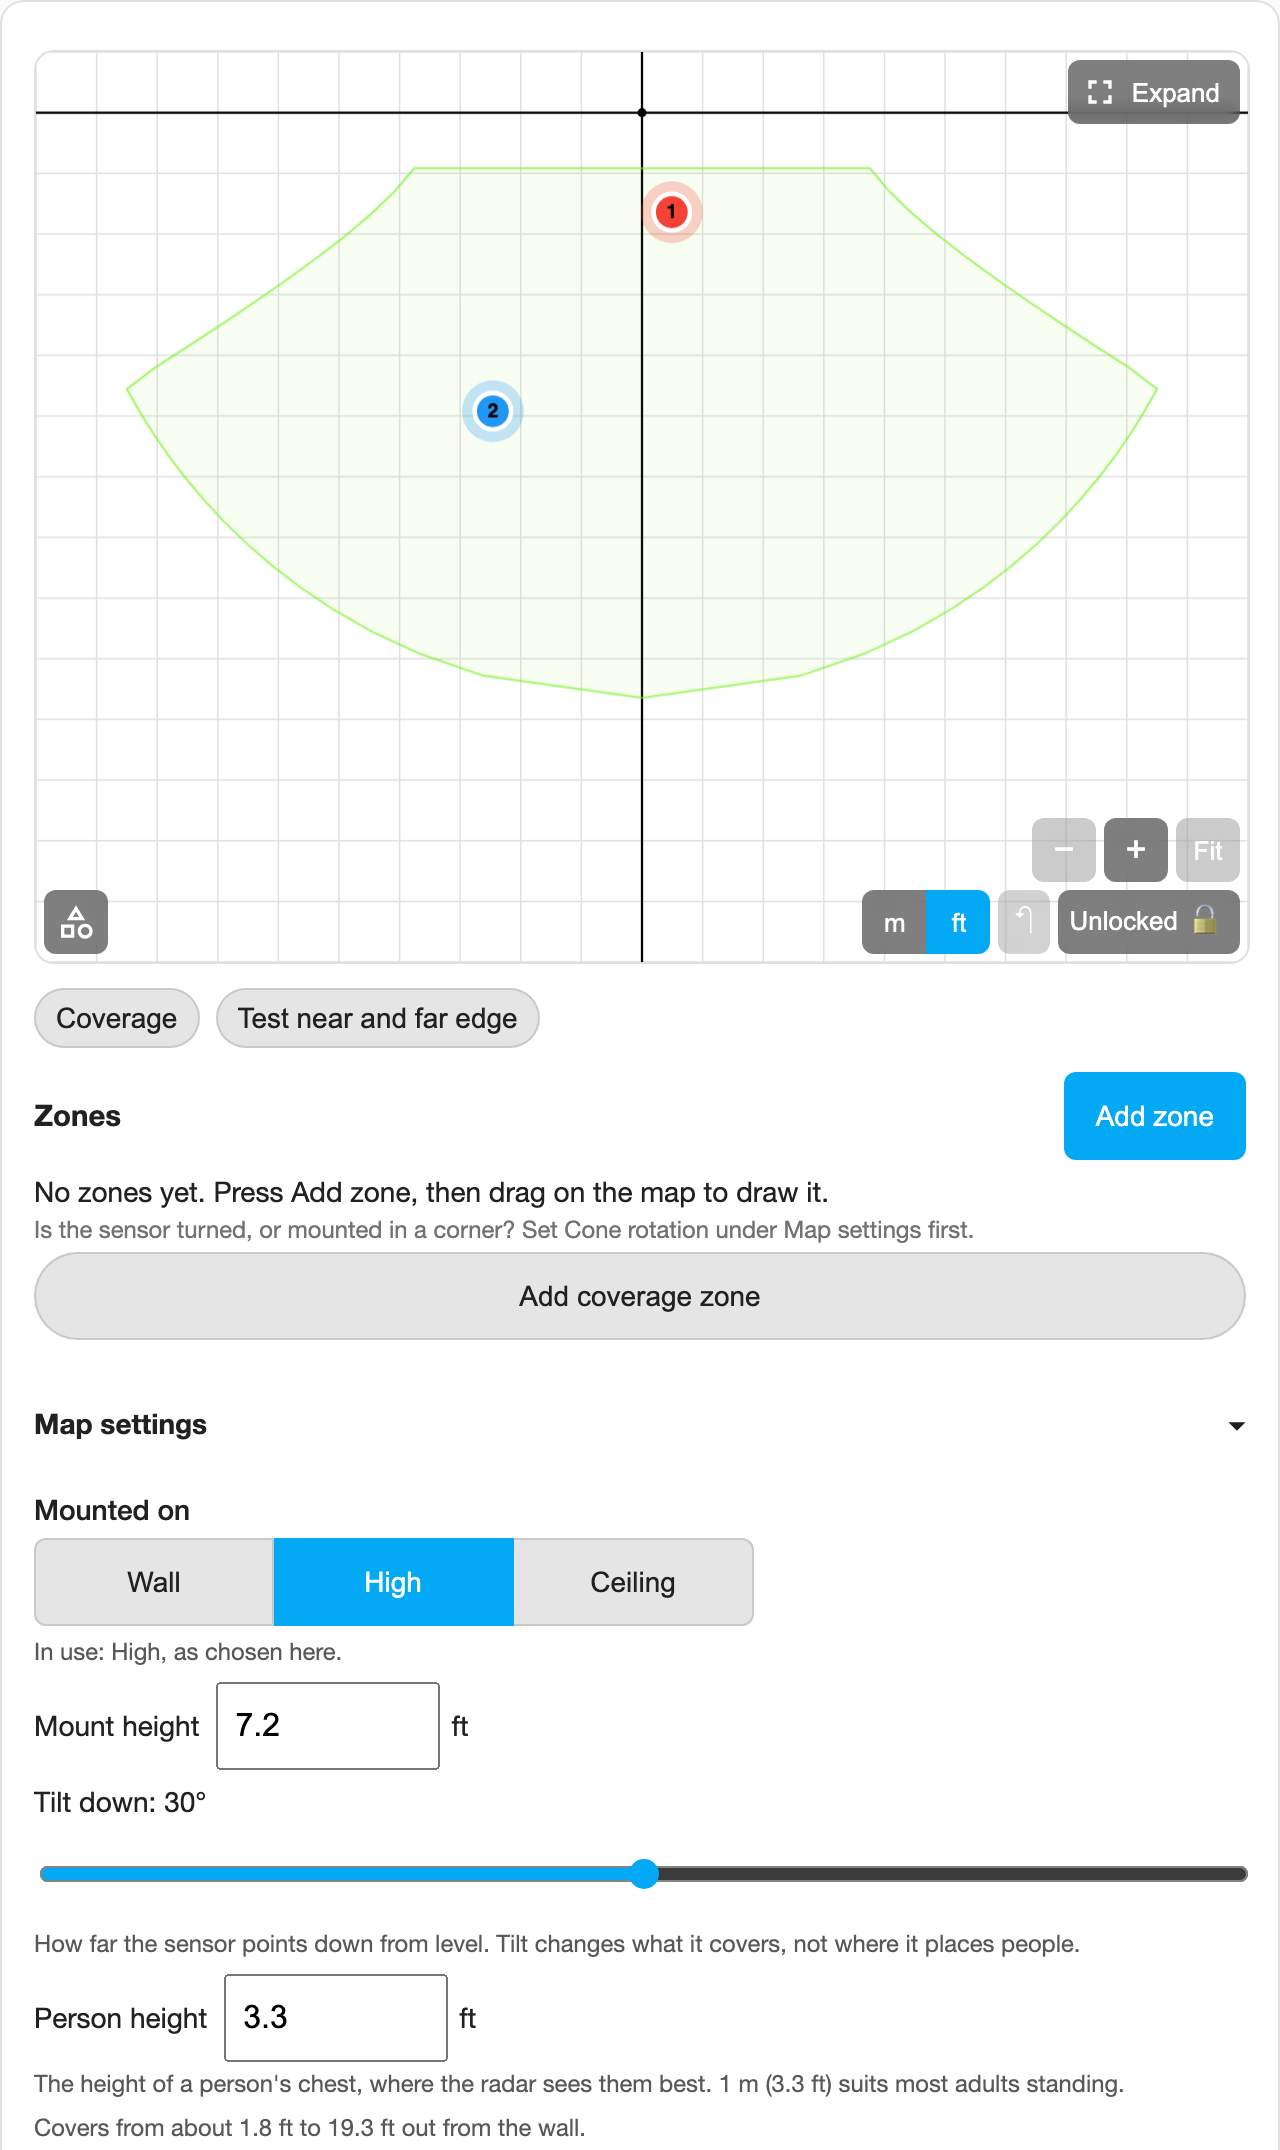 Expand
1
2
− + Fit
m ft Unlocked
Coverage Test near and far edge
Zones Add zone
No zones yet. Press Add zone, then drag on the map to draw it.
Is the sensor turned, or mounted in a corner? Set Cone rotation under Map settings first.
Add coverage zone
Map settings
Mounted on
Wall High Ceiling
In use: High, as chosen here.
Mount height 7.2 ft
Tilt down: 30°
How far the sensor points down from level. Tilt changes what it covers, not where it places people.
Person height 3.3 ft
The height of a person's chest, where the radar sees them best. 1 m (3.3 ft) suits most adults standing.
Covers from about 1.8 ft to 19.3 ft out from the wall.